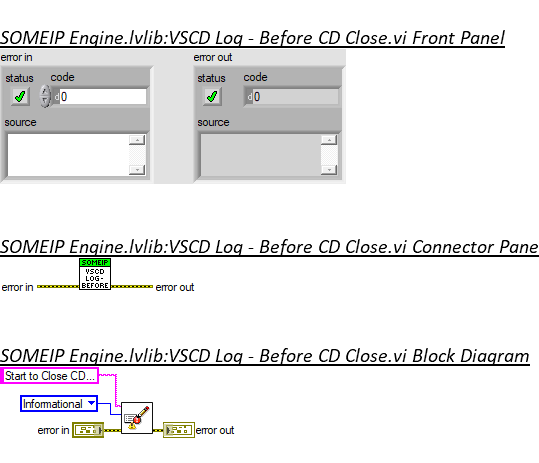 SOMEIP Engine.lvlib:VSCD Log - Before CD Close.vi Front Panel
error in error out
status code status code
d 0 d 0
source source
SOMEIP Engine.lvlib:VSCD Log - Before CD Close.vi Connector Pane
SOMEIP
VSCD
LOG-
BEFORE
error in error out
SOMEIP Engine.lvlib:VSCD Log - Before CD Close.vi Block Diagram
Start to Close CD...
Informational
error in error out